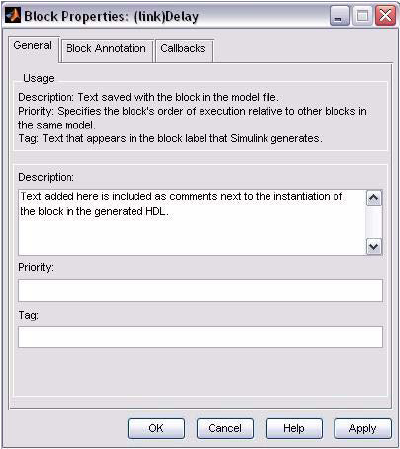 Block Properties: (link)Delay
General
Block Annotation
Callbacks
Usage
Description: Text saved with the block in the model file.
Priority: Specifies the block's order of execution relative to other blocks in
the same model.
Tag: Text that appears in the block label that Simulink generates.
Description:
Text added here is included as comments next to the instantiation of
the block in the generated HDL.
Priority:
Tag:
OK
Cancel
Help
Apply